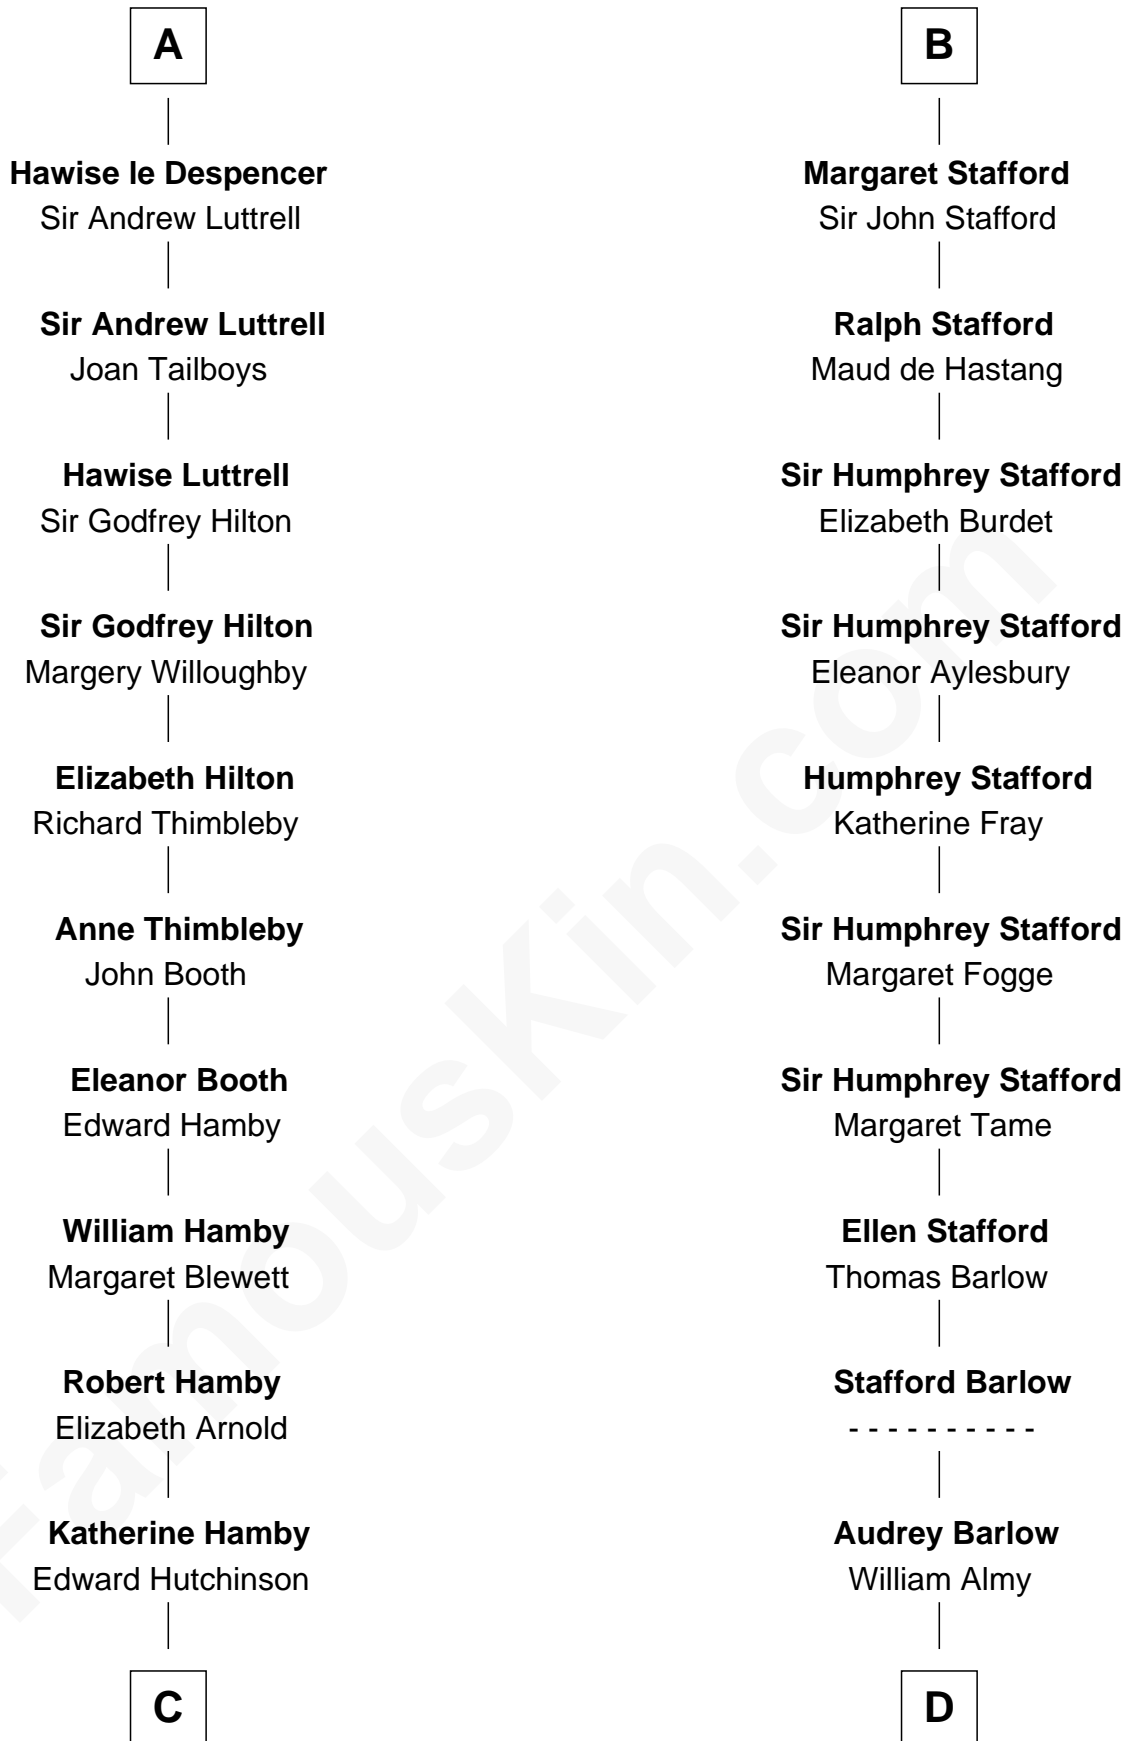 A
Hawise le Despencer
Sir Andrew Luttrell
Sir Andrew Luttrell
Joan Tailboys
Hawise Luttrell
Sir Godfrey Hilton
Sir Godfrey Hilton
Margery Willoughby
Elizabeth Hilton
Richard Thimbleby
Anne Thimbleby
John Booth
Eleanor Booth
Edward Hamby
William Hamby
Margaret Blewett
Robert Hamby
Elizabeth Arnold
Katherine Hamby
Edward Hutchinson
C
B
Margaret Stafford
Sir John Stafford
Ralph Stafford
Maud de Hastang
Sir Humphrey Stafford
Elizabeth Burdet
Sir Humphrey Stafford
Eleanor Aylesbury
Humphrey Stafford
Katherine Fray
Sir Humphrey Stafford
Margaret Fogge
Sir Humphrey Stafford
Margaret Tame
Ellen Stafford
Thomas Barlow
Stafford Barlow
- - - - - - - - - -
Audrey Barlow
William Almy
D
FamousKin.com